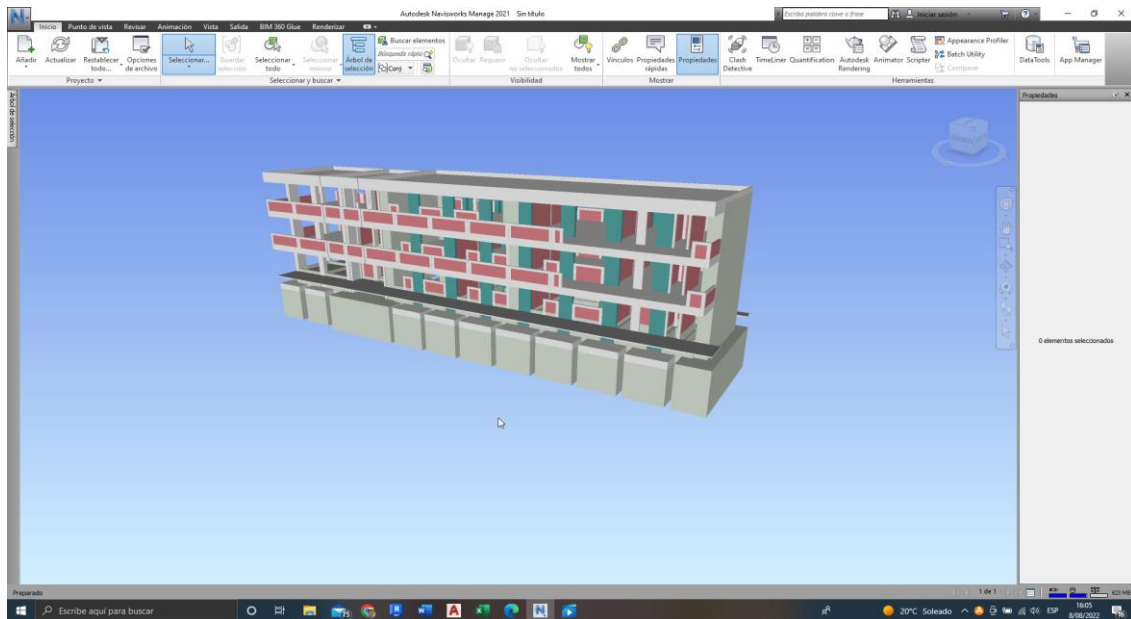 Autodesk Navisworks Manage 2021 Sin título
Escriba palabra clave o frase
Iniciar sesión
Inicio Punto de vista Revisar Animación Vista Salida BIM 360 Glue Renderizar
Añadir
Actualizar
Restablecer todo...
Opciones de archivo
Proyecto
Seleccionar...
Guardar selección
Seleccionar todo
Seleccionar mismo
Árbol de selección
Buscar elementos
Búsqueda rápida
Conj
Seleccionar y buscar
Ocultar
Requerir
Ocultar no seleccionados
Mostrar todos
Visibilidad
Vínculos
Propiedades rápidas
Propiedades
Mostrar
Clash Detective
TimeLiner
Quantification
Autodesk Rendering
Animator
Scripter
Appearance Profiler
Batch Utility
Comparar
Herramientas
DataTools
App Manager
Árbol de selección
Propiedades
0 elementos seleccionados
Preparado
1 de 1
623 MB
Escribe aquí para buscar
20°C Soleado
ESP
16:05
8/08/2022